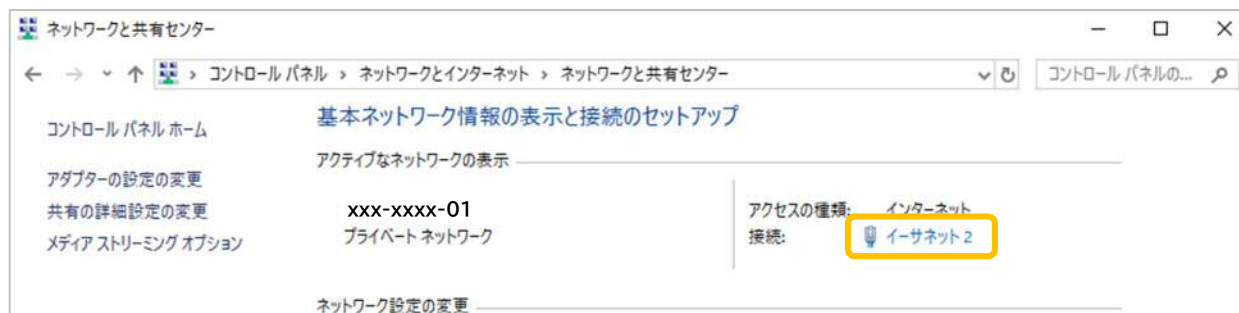 ネットワークと共有センター
コントロール パネル › ネットワークとインターネット › ネットワークと共有センター
コントロール パネルの...
コントロール パネル ホーム
アダプターの設定の変更
共有の詳細設定の変更
メディア ストリーミング オプション
基本ネットワーク情報の表示と接続のセットアップ
アクティブなネットワークの表示
xxx-xxxx-01
プライベート ネットワーク
アクセスの種類: インターネット
接続: イーサネット 2
ネットワーク設定の変更